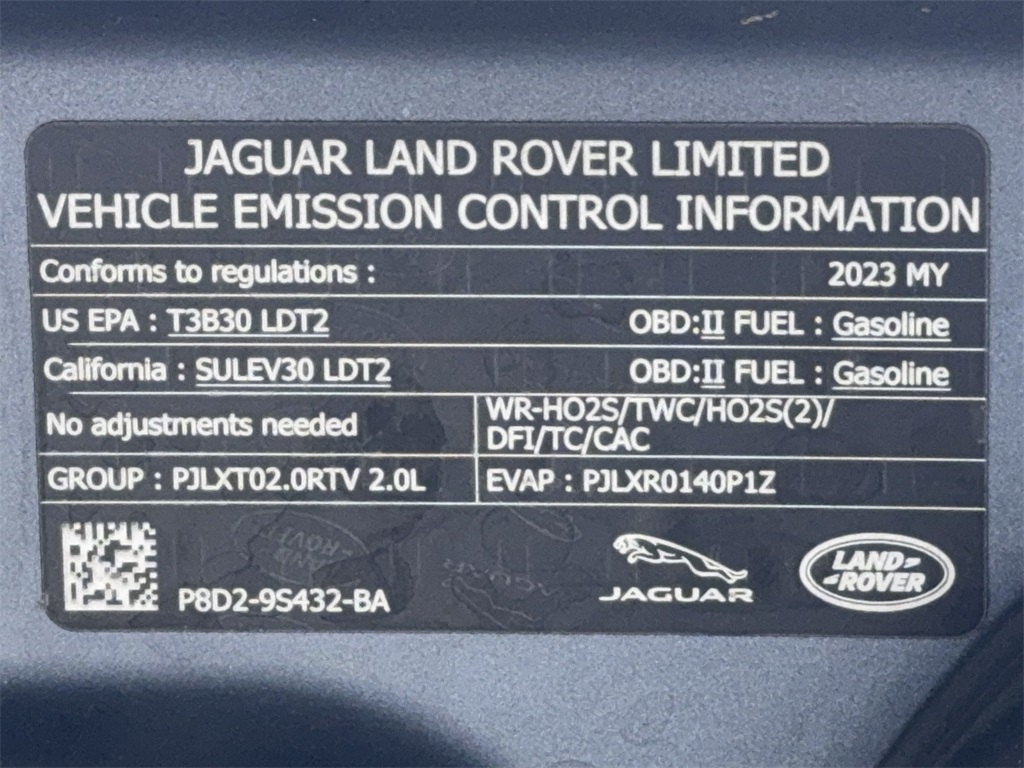 JAGUAR LAND ROVER LIMITED
VEHICLE EMISSION CONTROL INFORMATION
Conforms to regulations : 2023 MY
US EPA : T3B30 LDT2 OBD:II FUEL : Gasoline
California : SULEV30 LDT2 OBD:II FUEL : Gasoline
No adjustments needed
WR-HO2S/TWC/HO2S(2)/
DFI/TC/CAC
GROUP : PJLXT02.0RTV 2.0L EVAP : PJLXR0140P1Z
P8D2-9S432-BA
JAGUAR
LAND
ROVER